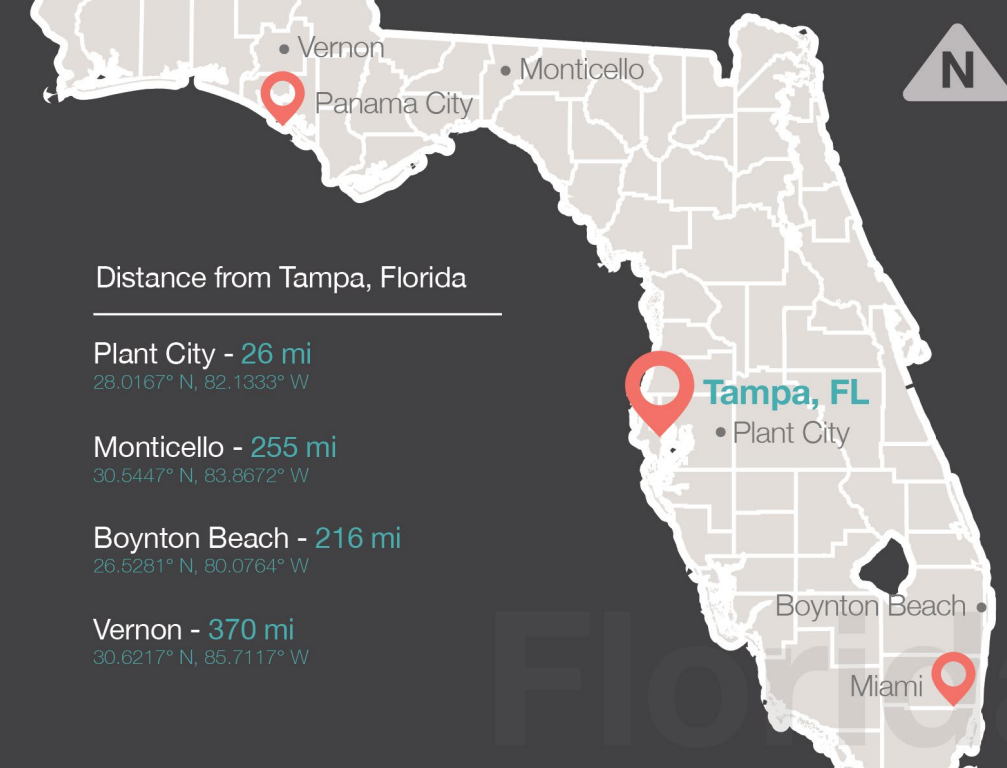 N
Vernon
Monticello
Panama City
Distance from Tampa, Florida
Plant City - 26 mi
28.0167° N, 82.1333° W
Monticello - 255 mi
30.5447° N, 83.8672° W
Boynton Beach - 216 mi
26.5281° N, 80.0764° W
Vernon - 370 mi
30.6217° N, 85.7117° W
Tampa, FL
Plant City
Boynton Beach
Miami
Florida